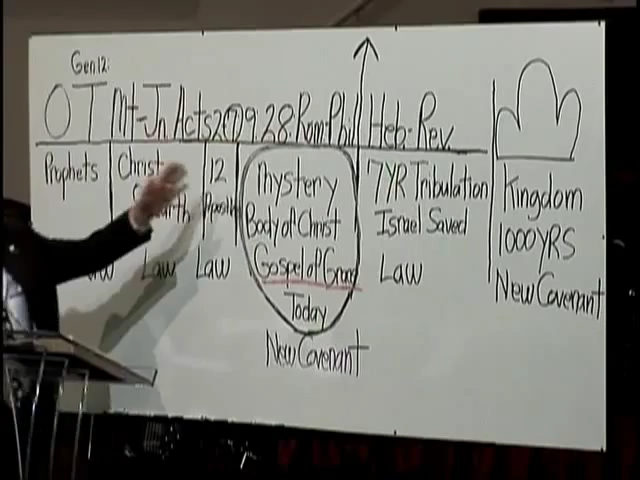 Gen 12:
OT Mt-Jn Acts 2 7 9 28 Rom-Phil Heb-Rev
Prophets Christ 12 Mystery 7YR Tribulation Kingdom
Body of Christ Israel Saved 1000 YRS
Law Law Gospel of Grace Law New Covenant
Today
New Covenant